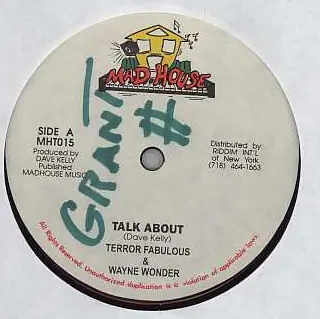 MAD HOUSE
SIDE A
MHT015
Produced by
DAVE KELLY
Published
MADHOUSE MUSIC
Distributed by
RIDDIM INT'L
of New York
(718) 464-1663
GRANT
#
TALK ABOUT
(Dave Kelly)
TERROR FABULOUS
&
WAYNE WONDER
All Rights Reserved. Unauthorized duplication is a violation of applicable laws.